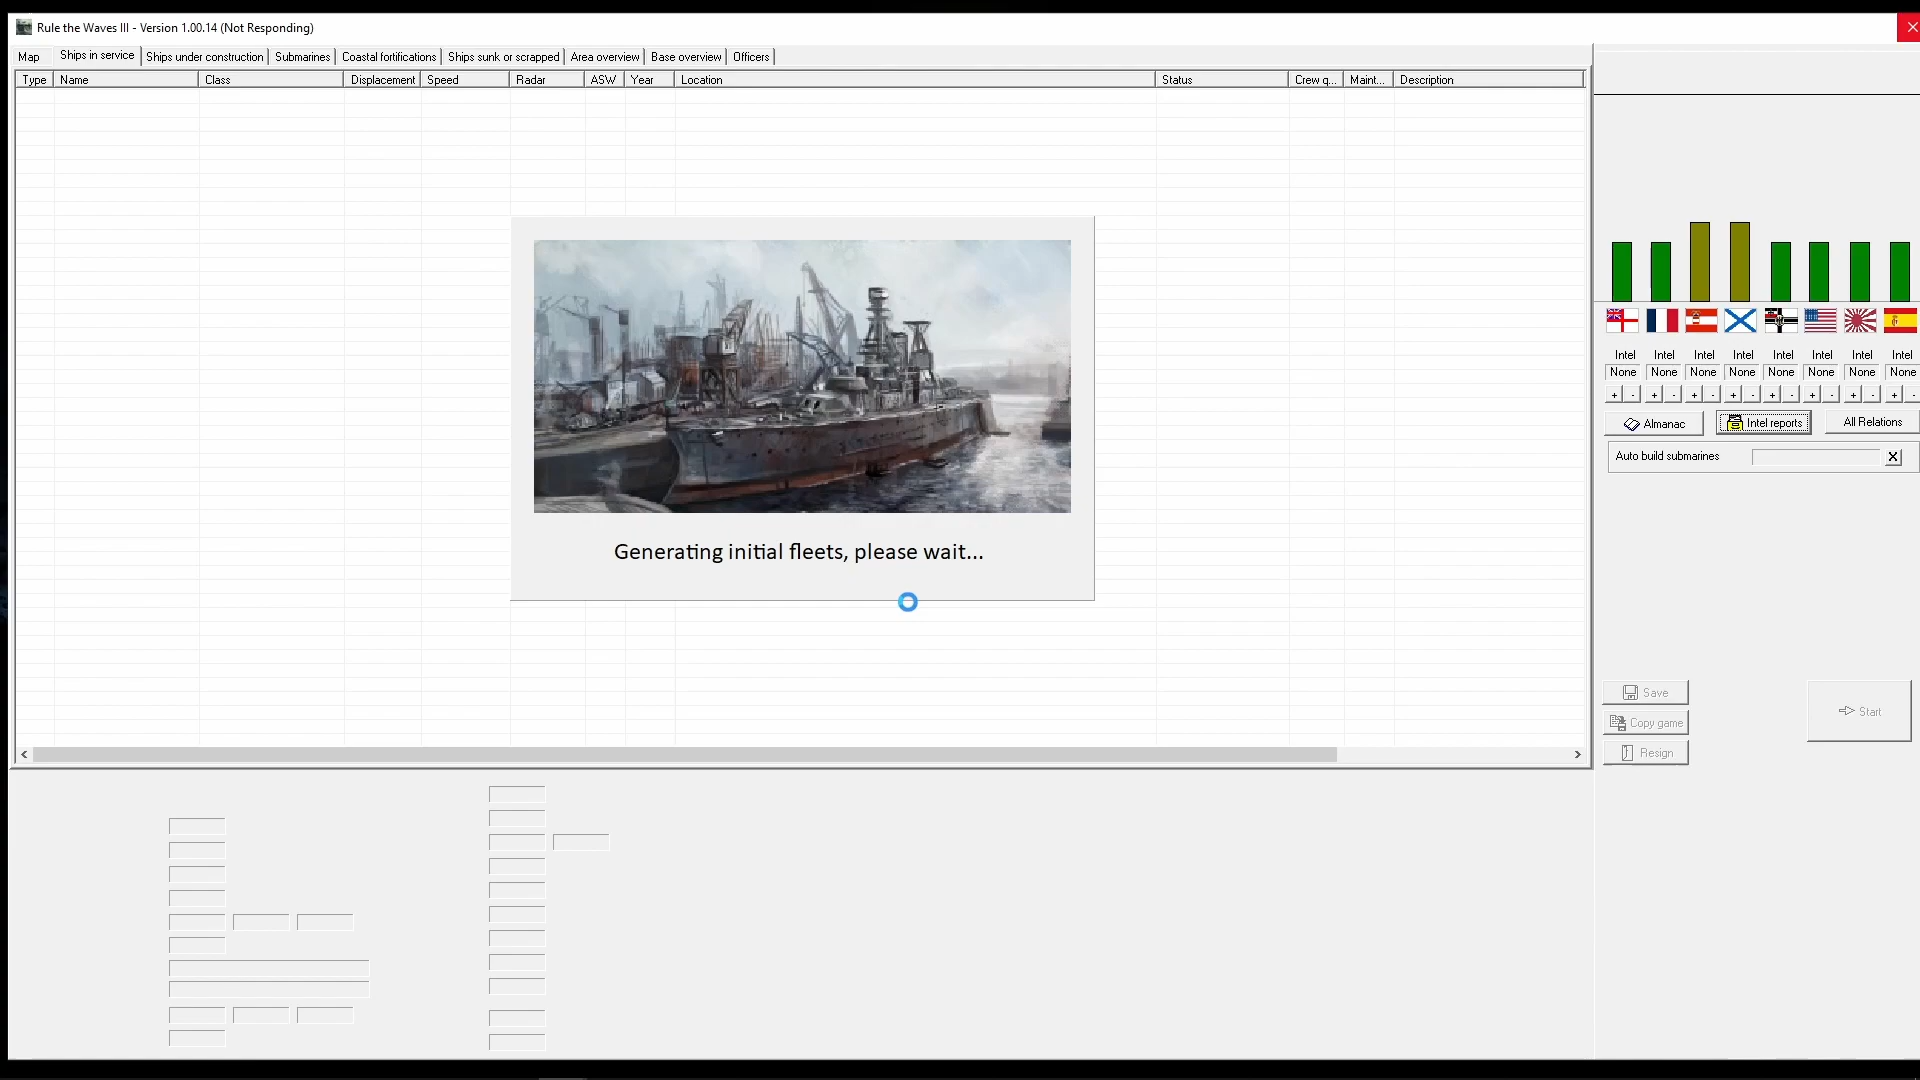 Rule the Waves III - Version 1.00.14 (Not Responding)
Map Ships in service Ships under construction Submarines Coastal fortifications Ships sunk or scrapped Area overview Base overview Officers
Type Name Class Displacement Speed Radar ASW Year Location Status Crew q... Maint... Description
Generating initial fleets, please wait...
Intel Intel Intel Intel Intel Intel Intel Intel
None None None None None None None None
+ - + - + - + - + - + - + - + -
Almanac Intel reports All Relations
Auto build submarines X
Save
Copy game
Resign
Start